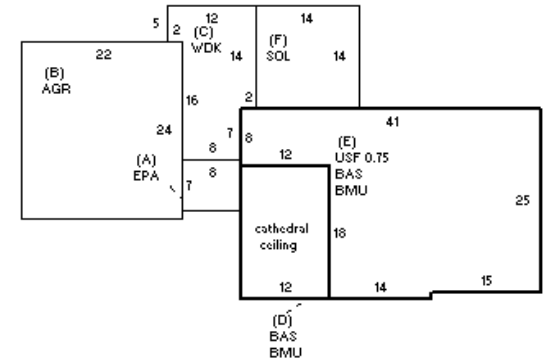 5
2
12
14
(C)
WDK
(F)
SOL
14
14
22
(B)
AGR
16
2
24
7
8
41
8
12
(E)
USF 0.75
BAS
BMU
(A)
EPA
8
7
25
cathedral
ceiling
18
12
14
15
(D)
BAS
BMU